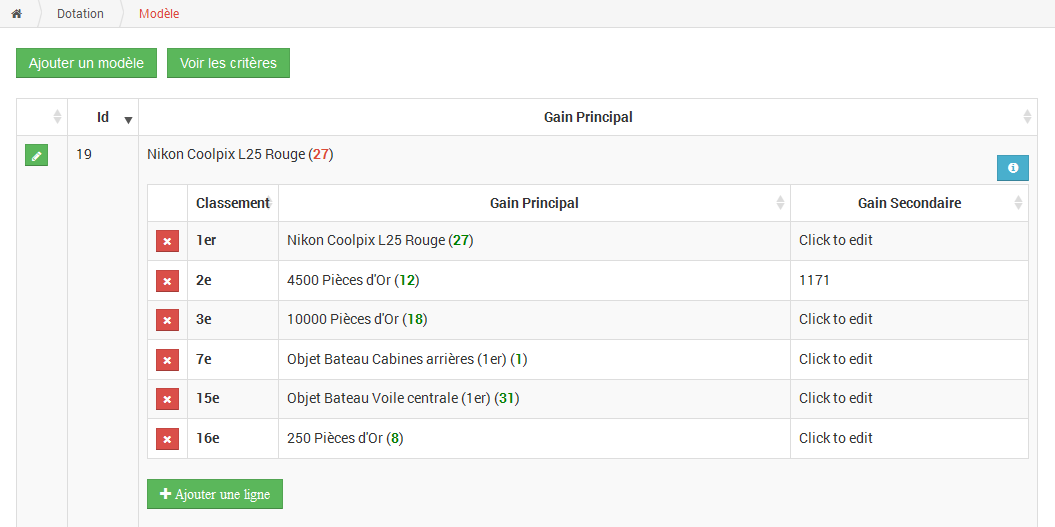 Dotation Modèle
Ajouter un modèle Voir les critères
Id Gain Principal
19 Nikon Coolpix L25 Rouge (27)
Classement Gain Principal Gain Secondaire
1er Nikon Coolpix L25 Rouge (27) Click to edit
2e 4500 Pièces d'Or (12) 1171
3e 10000 Pièces d'Or (18) Click to edit
7e Objet Bateau Cabines arrières (1er) (1) Click to edit
15e Objet Bateau Voile centrale (1er) (31) Click to edit
16e 250 Pièces d'Or (8) Click to edit
Ajouter une ligne